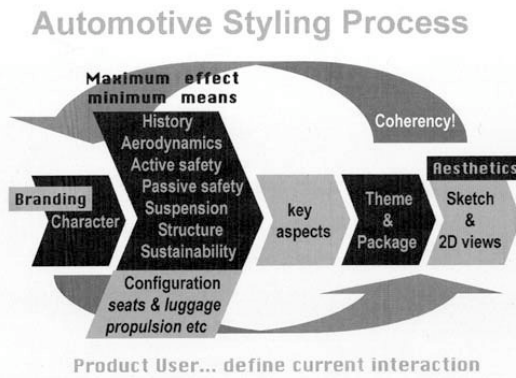 Automotive Styling Process
Maximum effect
minimum means
History
Aerodynamics
Active safety
Passive safety
Suspension
Structure
Sustainability
Coherency!
Branding
Character
key
aspects
Theme
&
Package
Aesthetics
Sketch
&
2D views
Configuration
seats & luggage
propulsion etc
Product User... define current interaction